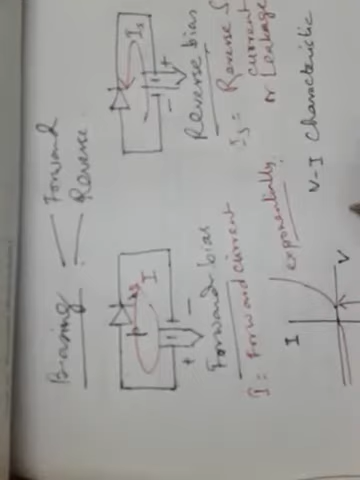 Biasing : Forward
Reverse
I
Is
+ -
- +
Forward bias
Reverse bias
I = Forward current
Is = Reverse S
current
or Leakage
exponentially
I
V
V-I Characteristic